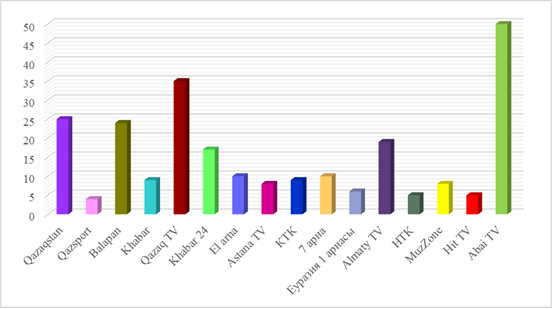 50
45
40
35
30
25
20
15
10
5
0
Qazaqstan
Qazsport
Balapan
Khabar
Qazaq TV
Khabar 24
El arna
Astana TV
KTK
7 арна
Еуразия 1 арнасы
Almaty TV
НТК
MuzZone
Hit TV
Abai TV